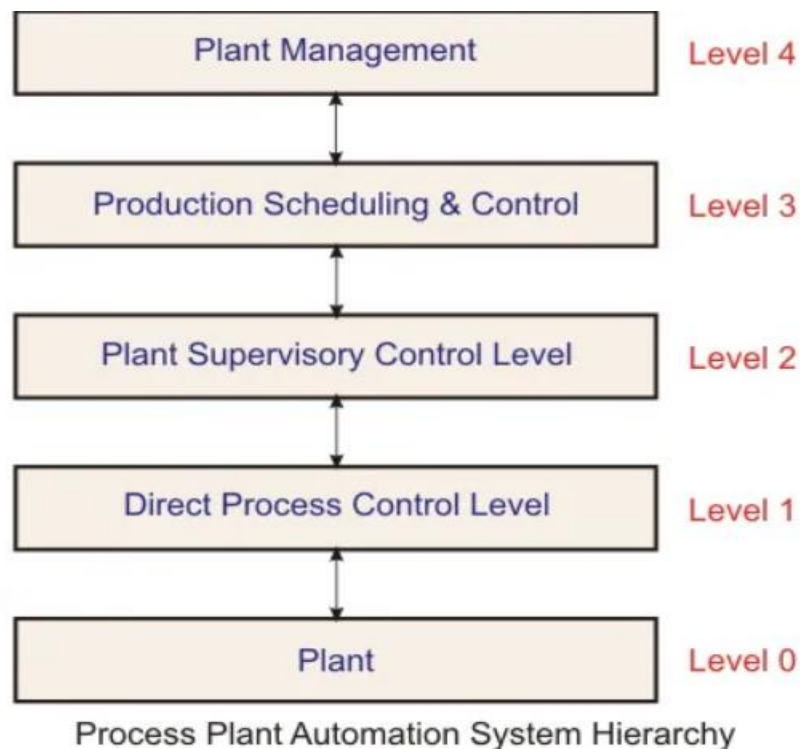 Plant Management
Level 4
Production Scheduling & Control
Level 3
Plant Supervisory Control Level
Level 2
Direct Process Control Level
Level 1
Plant
Level 0
Process Plant Automation System Hierarchy